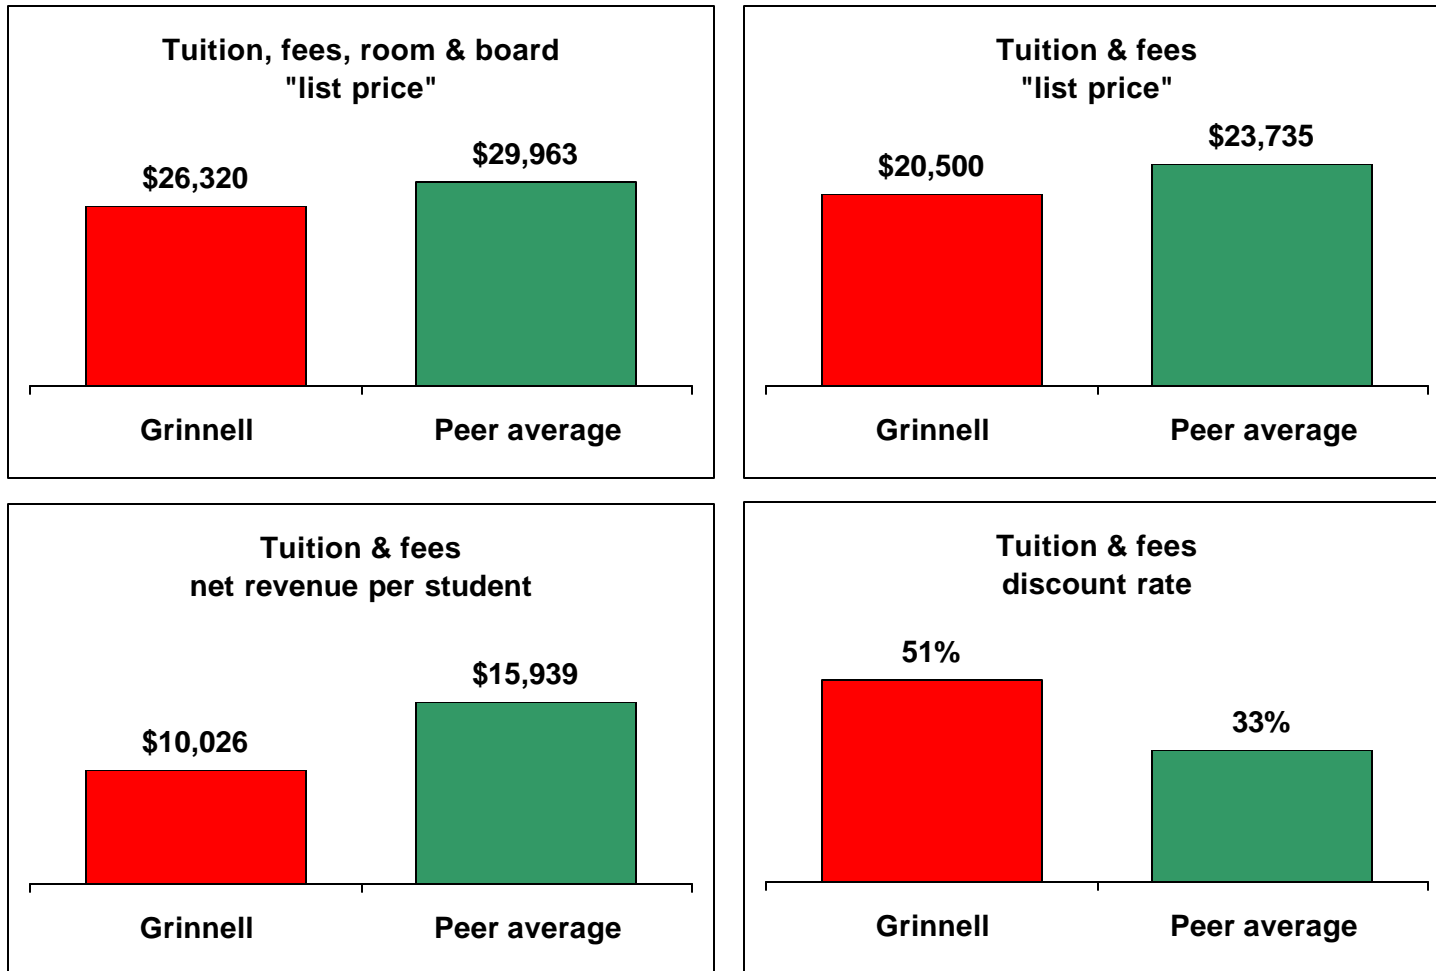 Tuition, fees, room & board
"list price"
$26,320
$29,963
Grinnell
Peer average
Tuition & fees
"list price"
$20,500
$23,735
Grinnell
Peer average
Tuition & fees
net revenue per student
$10,026
$15,939
Grinnell
Peer average
Tuition & fees
discount rate
51%
33%
Grinnell
Peer average